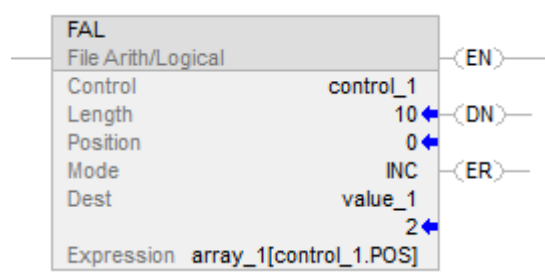 FAL
File Arith/Logical
EN
Control control_1
Length 10
DN
Position 0
Mode INC
ER
Dest value_1
2
Expression array_1[control_1.POS]